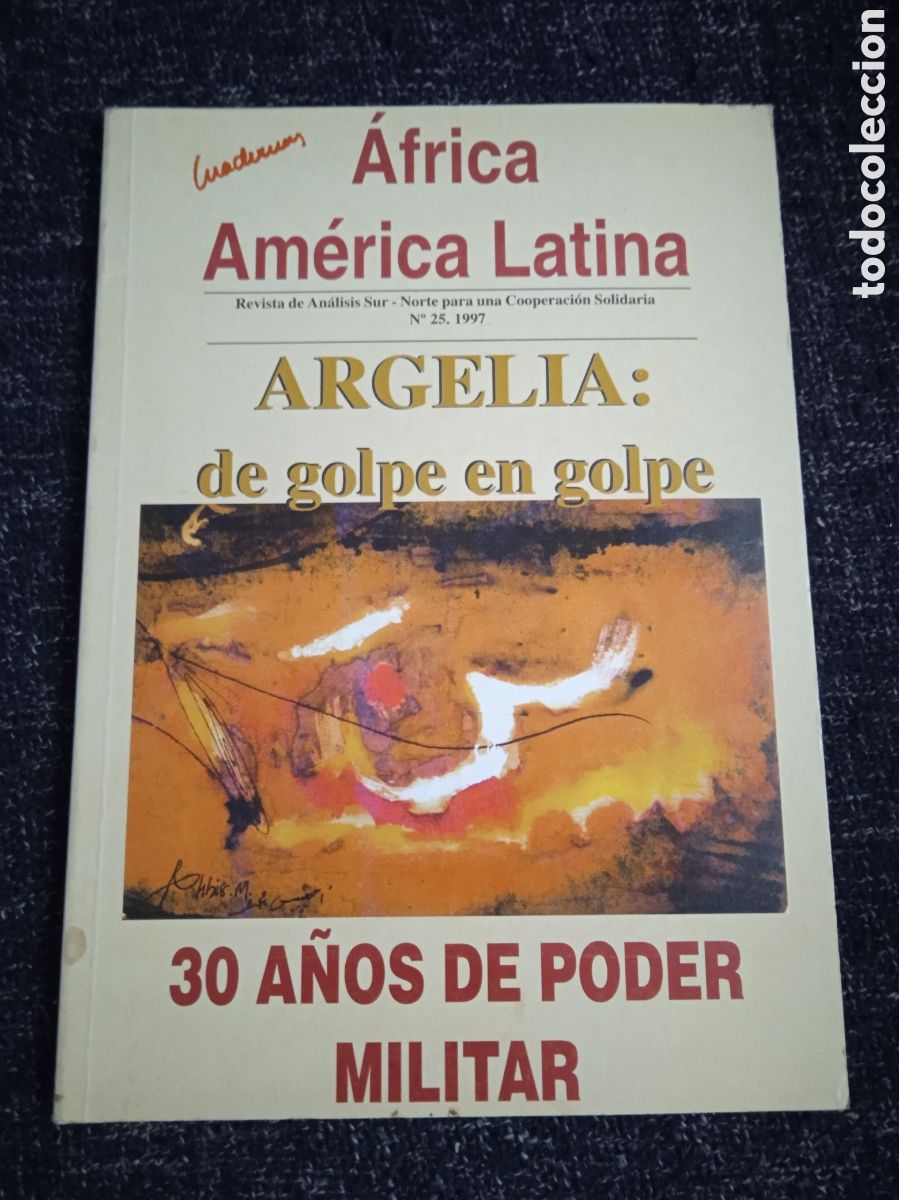 Cuadernos
África
América Latina
Revista de Análisis Sur - Norte para una Cooperación Solidaria
Nº 25. 1997
ARGELIA:
de golpe en golpe
30 AÑOS DE PODER
MILITAR
todocoleccion